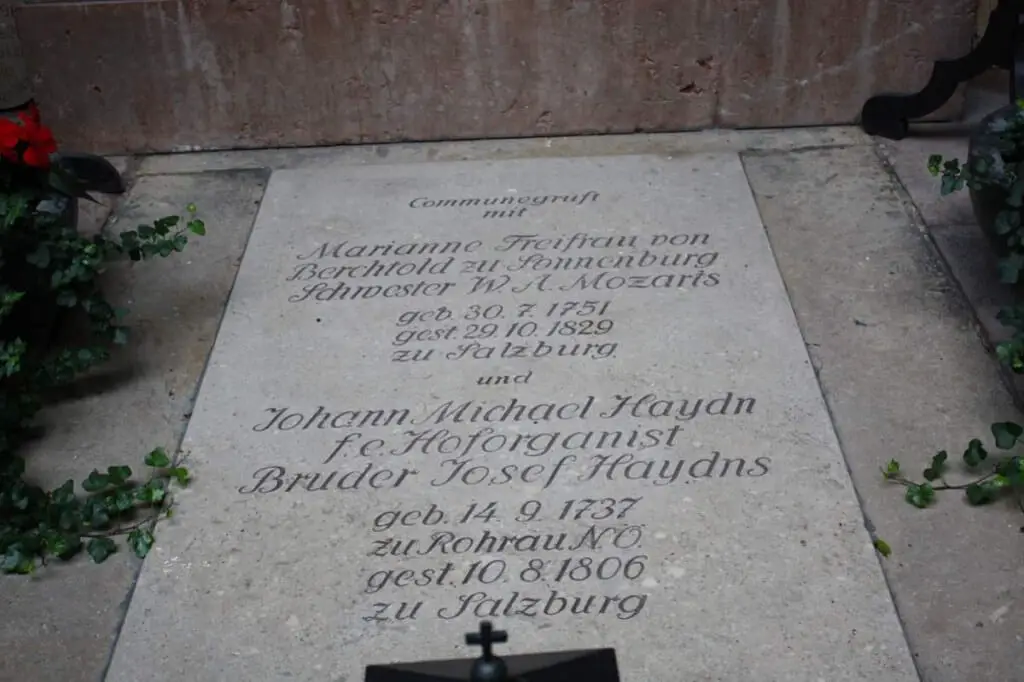 Communegruft
mit
Marianne Freifrau von
Berchtold zu Sonnenburg
Schwester W. A. Mozarts
geb. 30. 7. 1751
gest. 29. 10. 1829
zu Salzburg
und
Johann Michael Haydn
f. e. Hoforganist
Bruder Josef Haydns
geb. 14. 9. 1737
zu Rohrau N. Ö.
gest. 10. 8. 1806
zu Salzburg